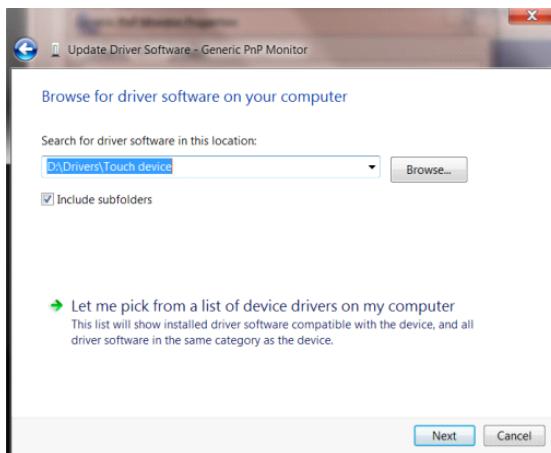 Update Driver Software - Generic PnP Monitor
Browse for driver software on your computer
Search for driver software in this location:
D:\Drivers\Touch device
Browse...
Include subfolders
Let me pick from a list of device drivers on my computer
This list will show installed driver software compatible with the device, and all
driver software in the same category as the device.
Next
Cancel